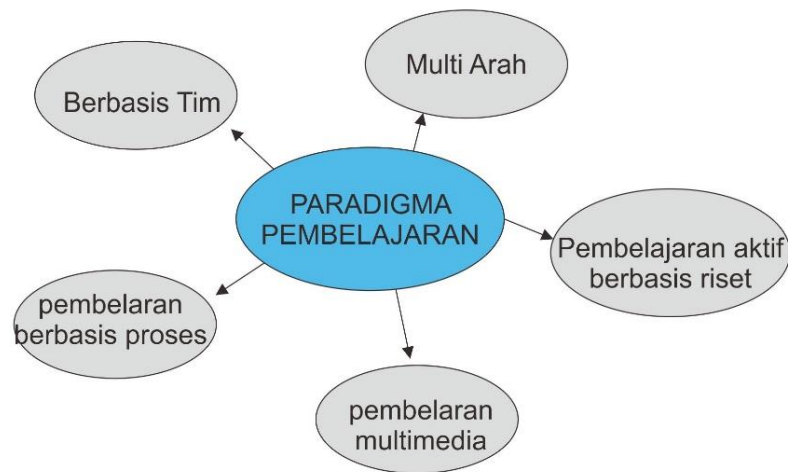 Multi Arah
Berbasis Tim
PARADIGMA
PEMBELAJARAN
Pembelajaran aktif
berbasis riset
pembelaran
berbasis proses
pembelaran
multimedia